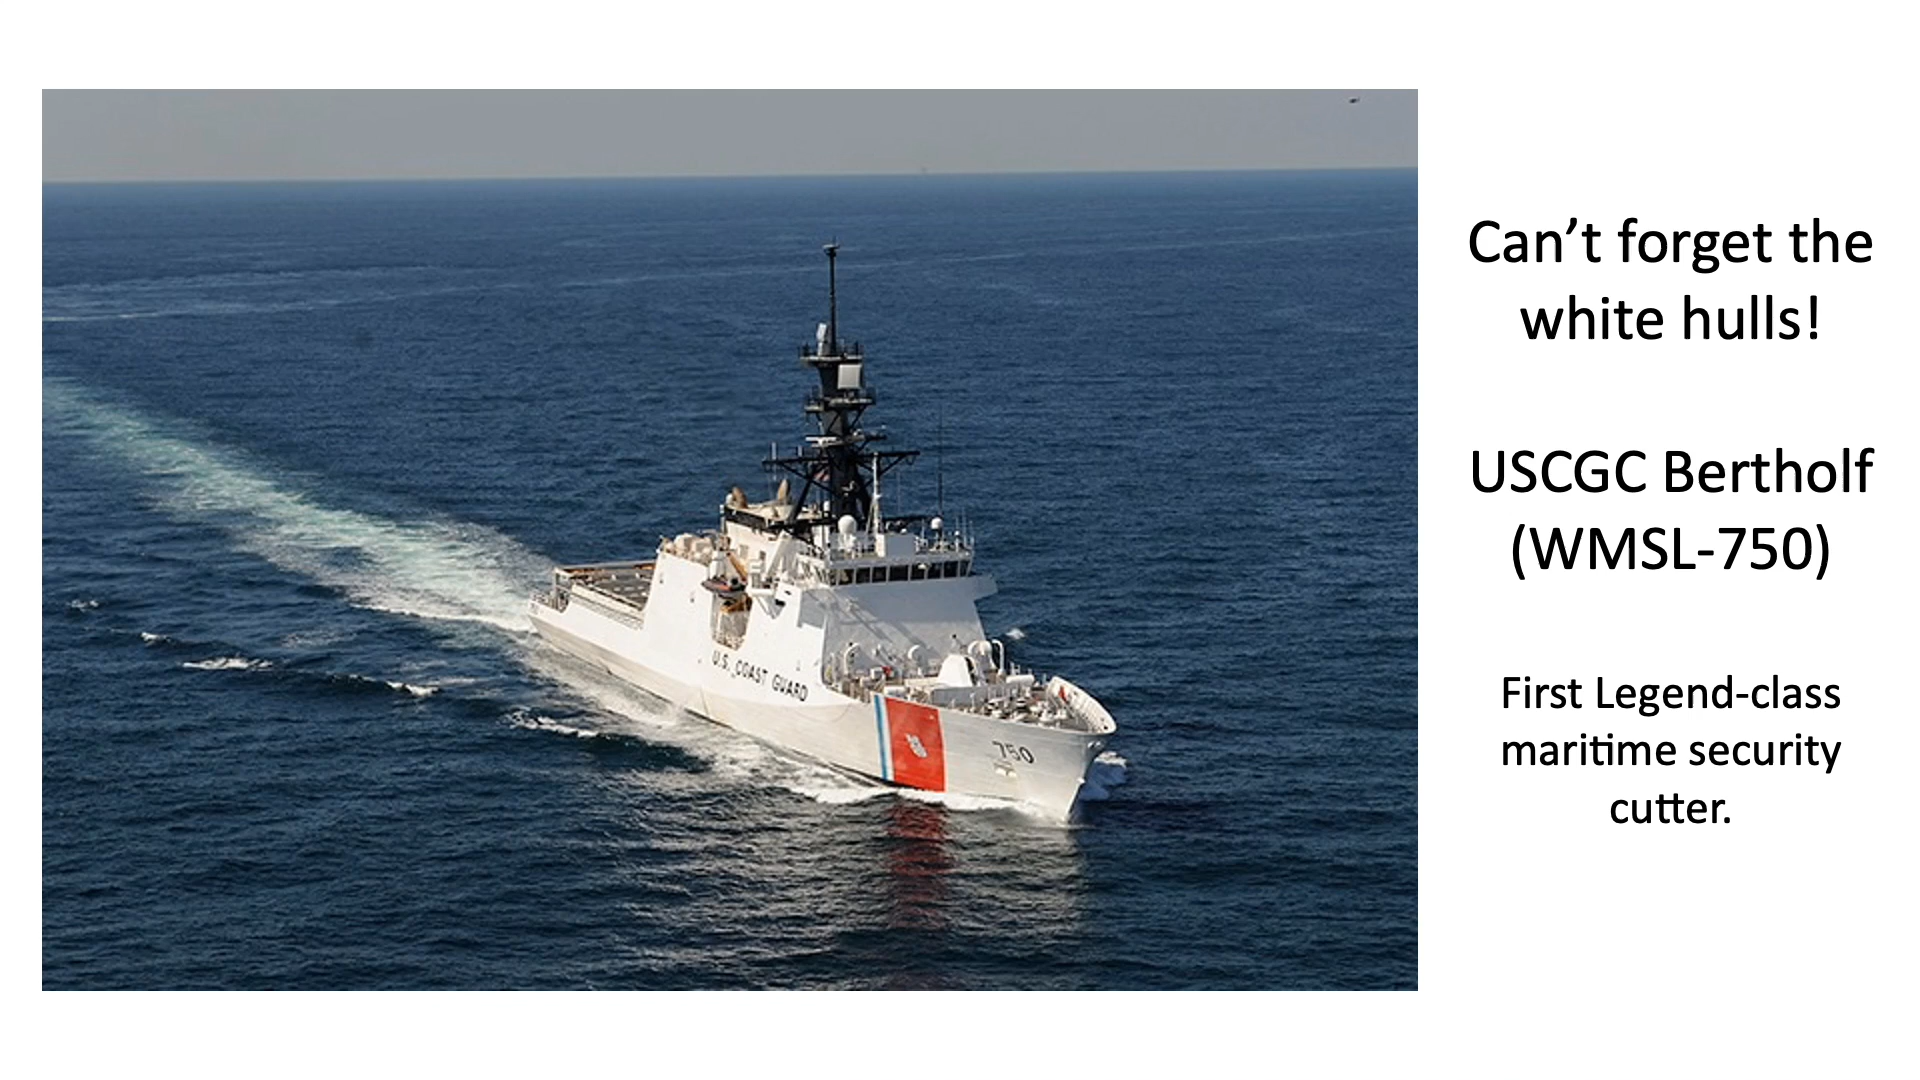 Can’t forget the
white hulls!
USCGC Bertholf
(WMSL-750)
First Legend-class
maritime security
cutter.
U.S. COAST GUARD
750